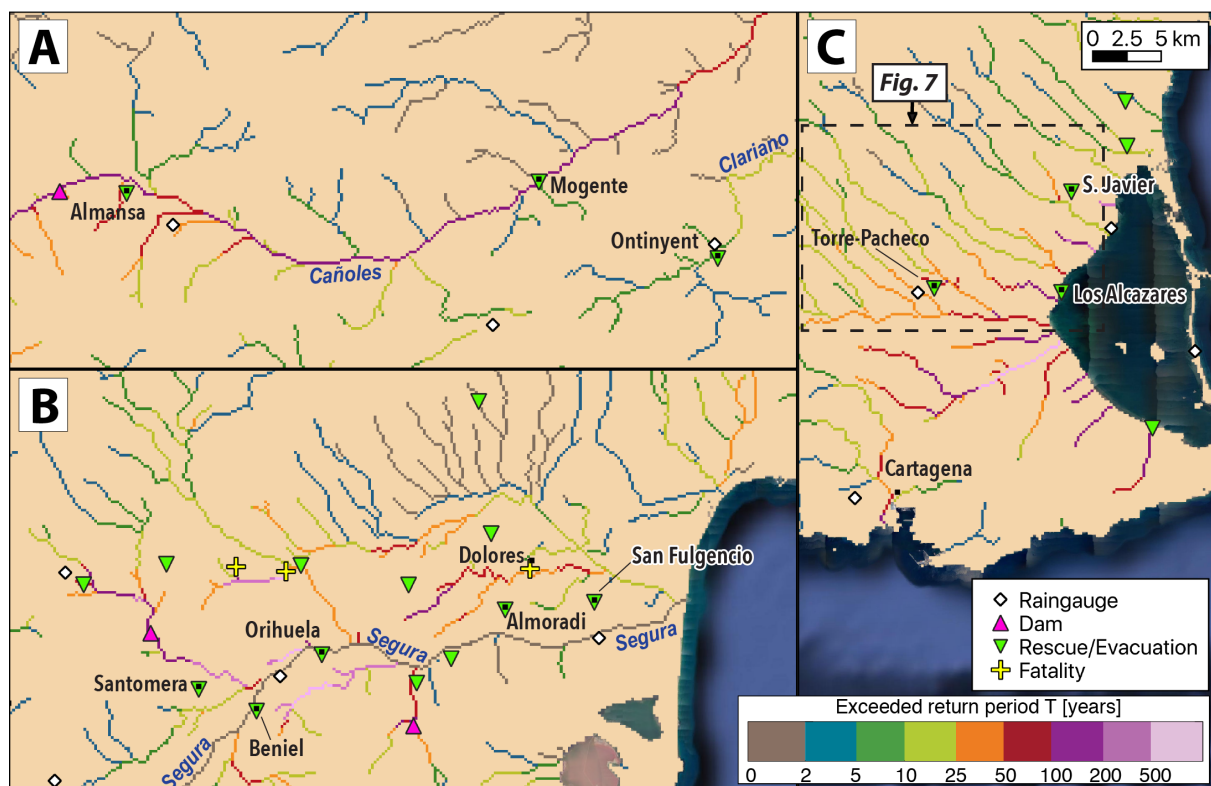 A
Almansa
Cañoles
Mogente
Clariano
Ontinyent
B
Dolores
San Fulgencio
Almoradi
Orihuela
Segura
Segura
Santomera
Beniel
Segura
C
0 2.5 5 km
Fig. 7
S. Javier
Torre-Pacheco
Los Alcazares
Cartagena
Raingauge
Dam
Rescue/Evacuation
Fatality
Exceeded return period T [years]
0 2 5 10 25 50 100 200 500